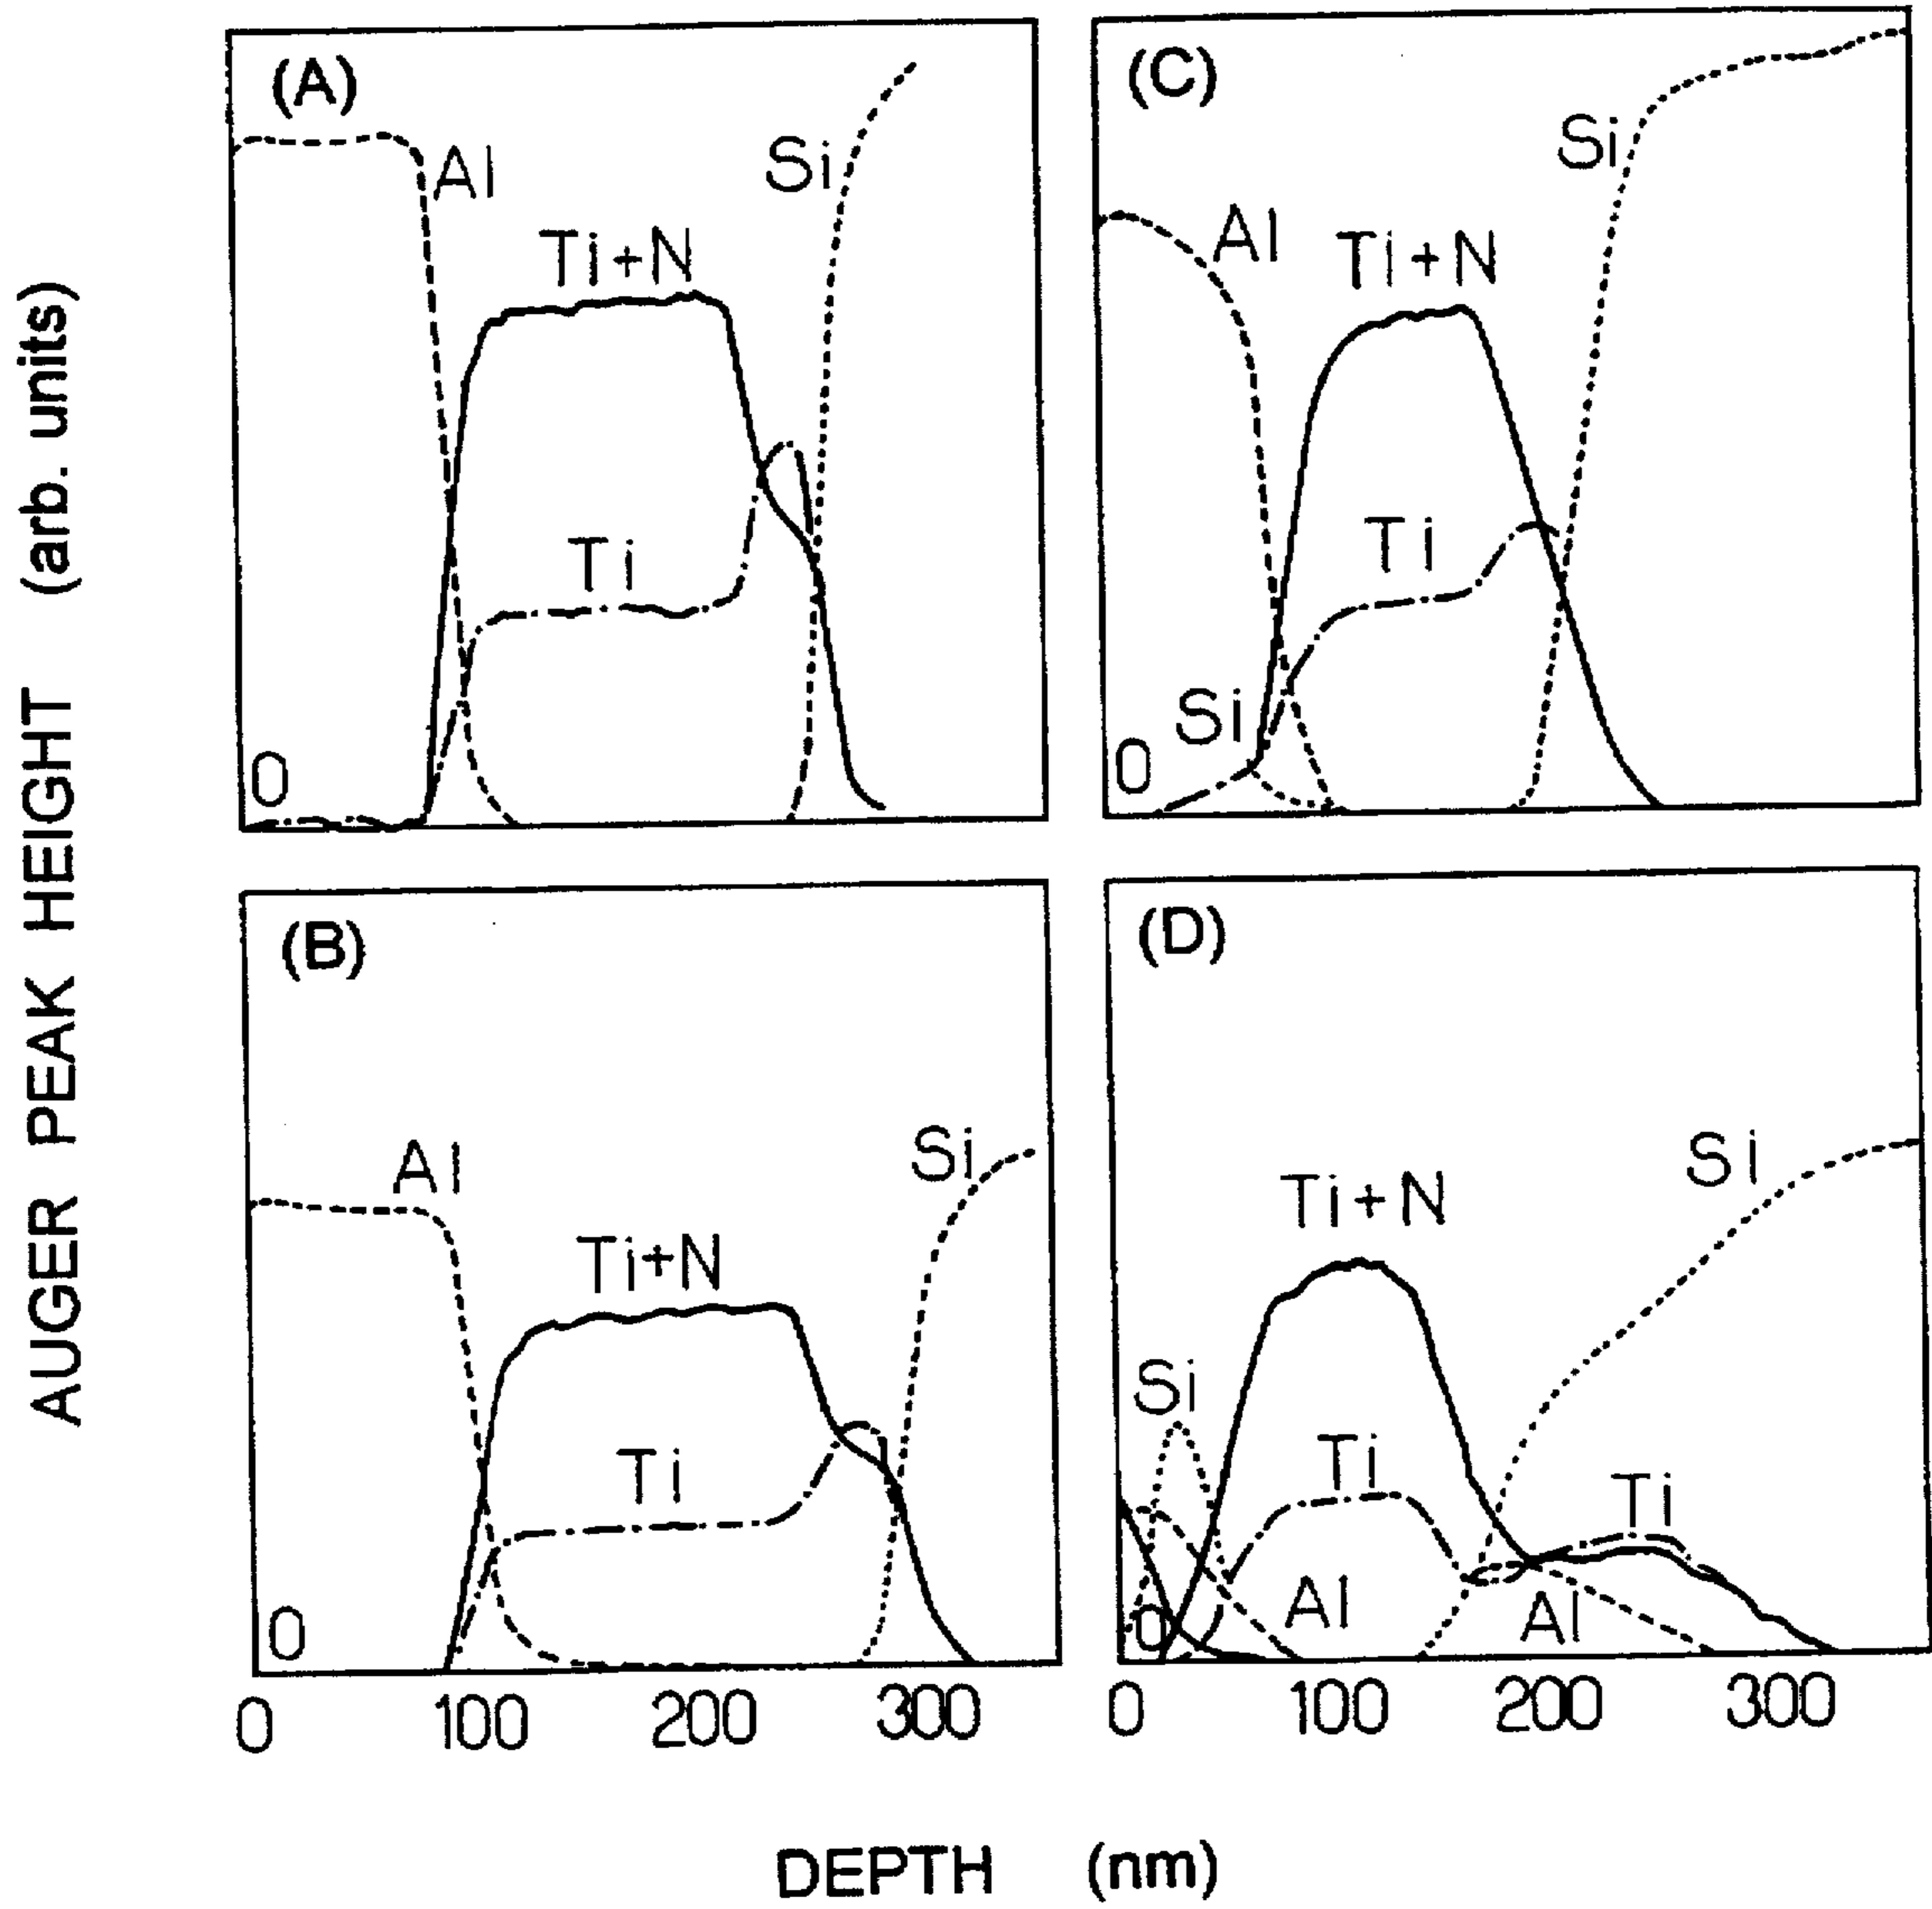 AUGER PEAK HEIGHT (arb. units)
(A)
Al
Si
Ti+N
Ti
0
(C)
Si
Al
Ti+N
Ti
Si
0
(B)
Al
Si
Ti+N
Ti
0
0 100 200 300
(D)
Si
Ti+N
Si
Ti
Ti
Al
Al
0
0 100 200 300
DEPTH (nm)